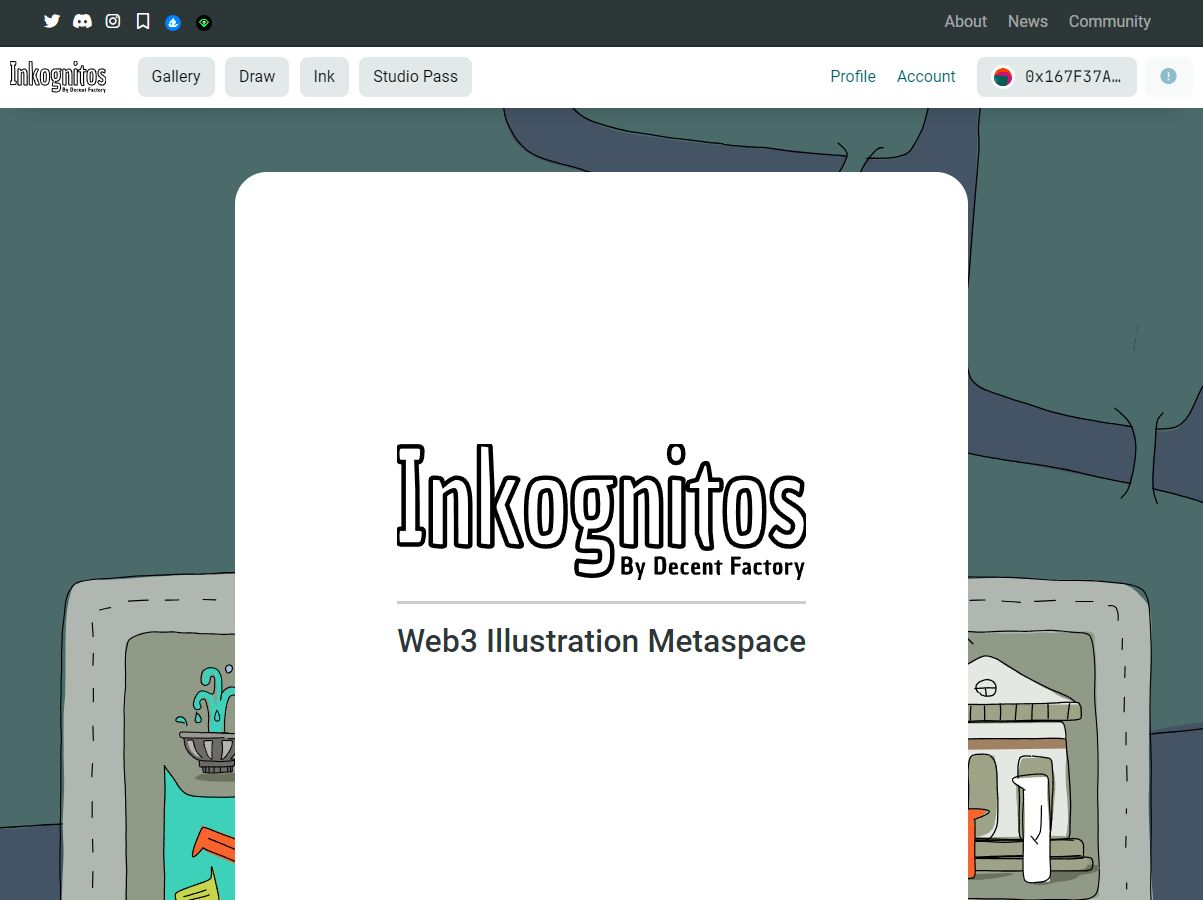 About News Community
Inkognitos
By Decent Factory
Gallery Draw Ink Studio Pass Profile Account 0x167F37A…
Inkognitos
By Decent Factory
Web3 Illustration Metaspace